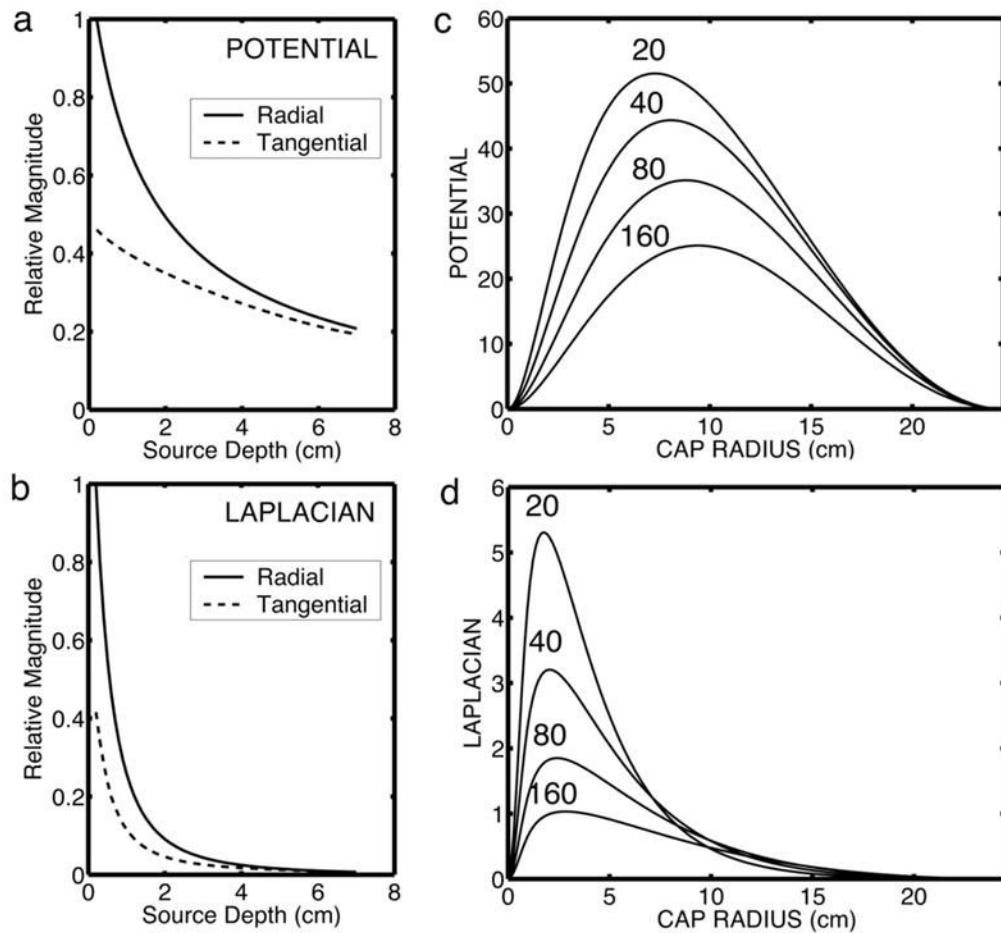 a
POTENTIAL
Radial
Tangential
Relative Magnitude
1
0.8
0.6
0.4
0.2
0
0 2 4 6 8
Source Depth (cm)
c
20
40
80
160
POTENTIAL
60
50
40
30
20
10
0
0 5 10 15 20
CAP RADIUS (cm)
b
LAPLACIAN
Radial
Tangential
Relative Magnitude
1
0.8
0.6
0.4
0.2
0
0 2 4 6 8
Source Depth (cm)
d
20
40
80
160
LAPLACIAN
6
5
4
3
2
1
0
0 5 10 15 20
CAP RADIUS (cm)